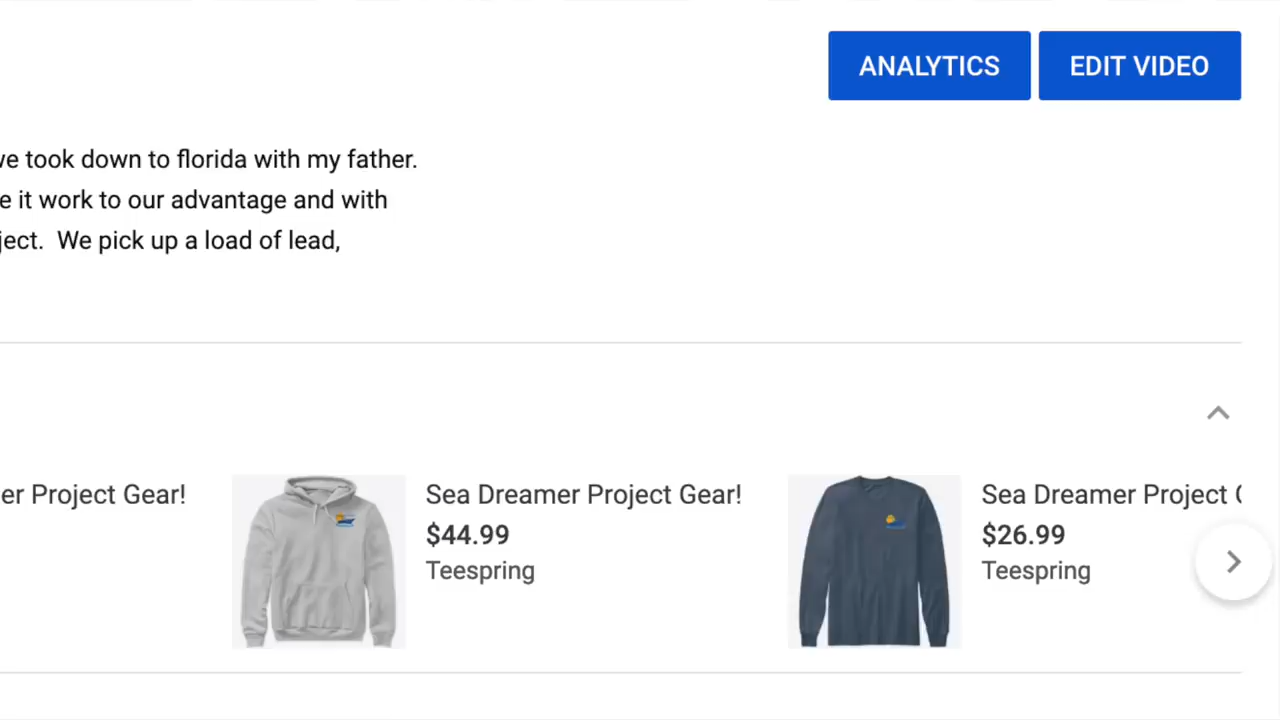 ANALYTICS EDIT VIDEO
we took down to florida with my father.
e it work to our advantage and with
ject. We pick up a load of lead,
er Project Gear!
Sea Dreamer Project Gear!
$44.99
Teespring
Sea Dreamer Project
$26.99
Teespring